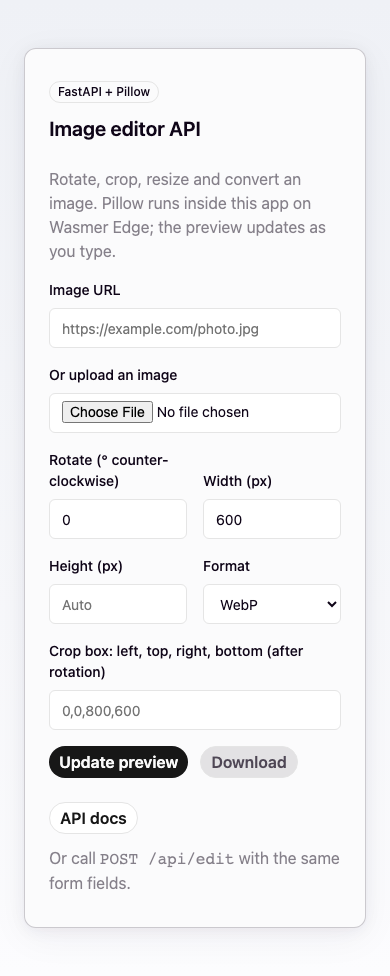 FastAPI + Pillow
Image editor API
Rotate, crop, resize and convert an
image. Pillow runs inside this app on
Wasmer Edge; the preview updates as
you type.
Image URL
https://example.com/photo.jpg
Or upload an image
Choose File No file chosen
Rotate (° counter-
clockwise)
Width (px)
0
600
Height (px)
Format
Auto
WebP
Crop box: left, top, right, bottom (after
rotation)
0,0,800,600
Update preview
Download
API docs
Or call POST /api/edit with the same
form fields.